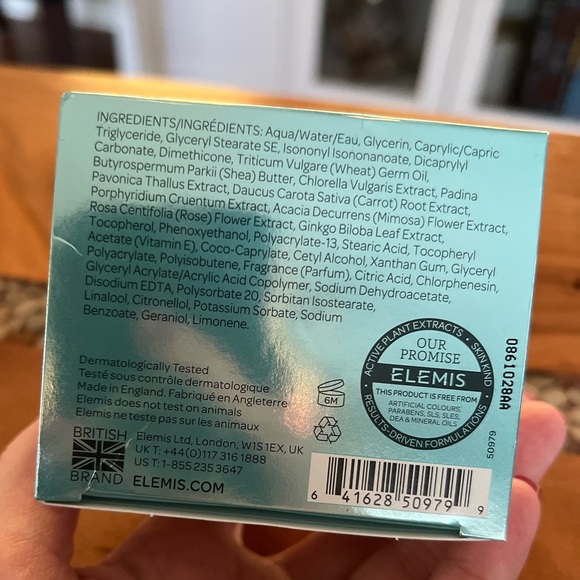 INGREDIENTS/INGRÉDIENTS: Aqua/Water/Eau, Glycerin, Caprylic/Capric
Triglyceride, Glyceryl Stearate SE, Isononyl Isononanoate, Dicaprylyl
Carbonate, Dimethicone, Triticum Vulgare (Wheat) Germ Oil,
Butyrospermum Parkii (Shea) Butter, Chlorella Vulgaris Extract, Padina
Pavonica Thallus Extract, Daucus Carota Sativa (Carrot) Root Extract,
Porphyridium Cruentum Extract, Acacia Decurrens (Mimosa) Flower Extract,
Rosa Centifolia (Rose) Flower Extract, Ginkgo Biloba Leaf Extract,
Tocopherol, Phenoxyethanol, Polyacrylate-13, Stearic Acid, Tocopheryl
Acetate (Vitamin E), Coco-Caprylate, Cetyl Alcohol, Xanthan Gum, Glyceryl
Polyacrylate, Polyisobutene, Fragrance (Parfum), Citric Acid, Chlorphenesin,
Glyceryl Acrylate/Acrylic Acid Copolymer, Sodium Dehydroacetate,
Disodium EDTA, Polysorbate 20, Sorbitan Isostearate,
Linalool, Citronellol, Potassium Sorbate, Sodium
Benzoate, Geraniol, Limonene.
Dermatologically Tested
Testé sous contrôle dermatologique
Made in England. Fabriqué en Angleterre
Elemis does not test on animals
Elemis ne teste pas sur les animaux
6M
BRITISH
BRAND
Elemis Ltd, London, W1S 1EX, UK
UK T: +44(0)117 316 1888
US T: 1-855 235 3647
ELEMIS.COM
ACTIVE PLANT EXTRACTS • SKIN KIND • RESULTS-DRIVEN FORMULATIONS •
OUR
PROMISE
ELEMIS
THIS PRODUCT IS FREE FROM
ARTIFICIAL COLOURS,
PARABENS, SLS, SLES,
DEA & MINERAL OILS
0861028AA
50979
6 41628 50979 9